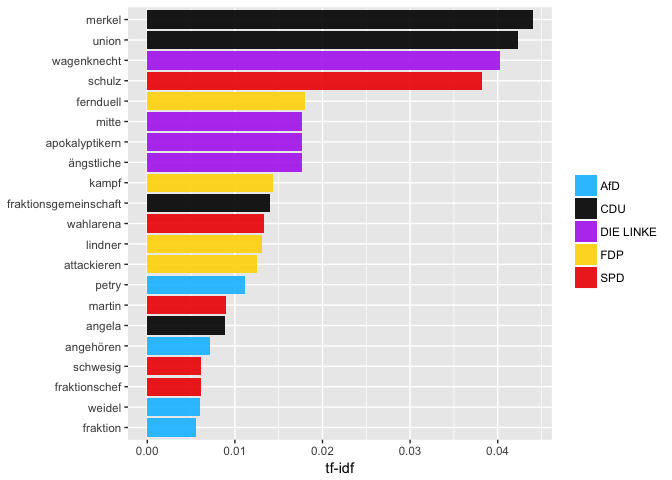 merkel
union
wagenknecht
schulz
fernduell
mitte
apokalyptikern
ängstliche
kampf
fraktionsgemeinschaft
wahlarena
lindner
attackieren
petry
martin
angela
angehören
schwesig
fraktionschef
weidel
fraktion
0.00 0.01 0.02 0.03 0.04
tf-idf
AfD
CDU
DIE LINKE
FDP
SPD